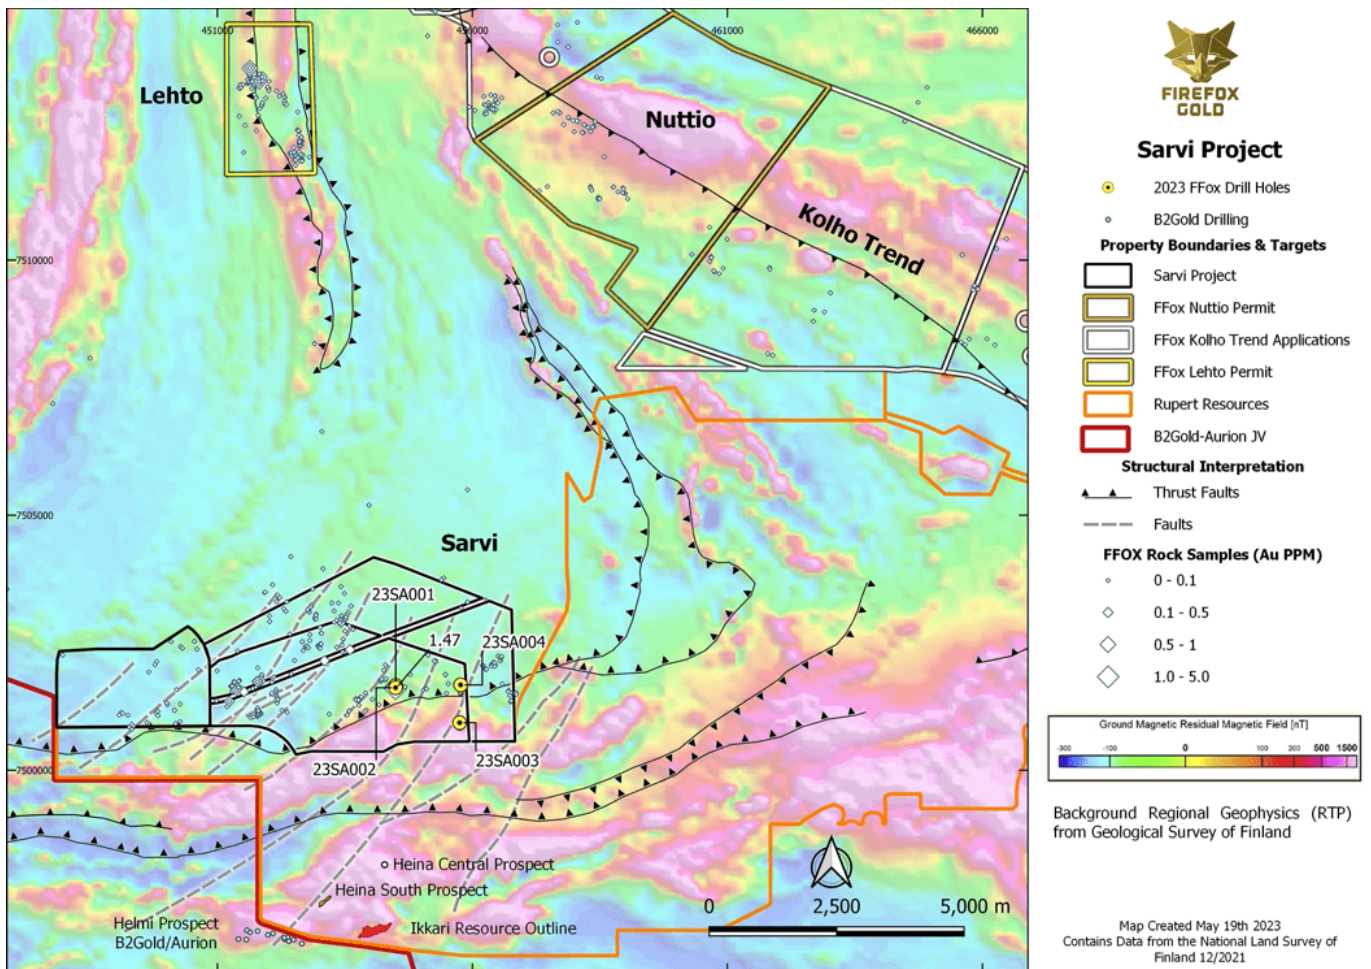 451000
456000
461000
466000
7510000
7505000
7500000
Lehto
Nuttio
Kolho Trend
Sarvi
23SA001
1.47
23SA004
23SA002
23SA003
Heina Central Prospect
Heina South Prospect
Helmi Prospect
B2Gold/Aurion
Ikkari Resource Outline
0
2,500
5,000 m
FIREFOX
GOLD
Sarvi Project
2023 FFox Drill Holes
B2Gold Drilling
Property Boundaries & Targets
Sarvi Project
FFox Nuttio Permit
FFox Kolho Trend Applications
FFox Lehto Permit
Rupert Resources
B2Gold-Aurion JV
Structural Interpretation
Thrust Faults
Faults
FFOX Rock Samples (Au PPM)
0 - 0.1
0.1 - 0.5
0.5 - 1
1.0 - 5.0
Ground Magnetic Residual Magnetic Field [nT]
-300 -100 0 100 200 500 1500
Background Regional Geophysics (RTP)
from Geological Survey of Finland
Map Created May 19th 2023
Contains Data from the National Land Survey of
Finland 12/2021